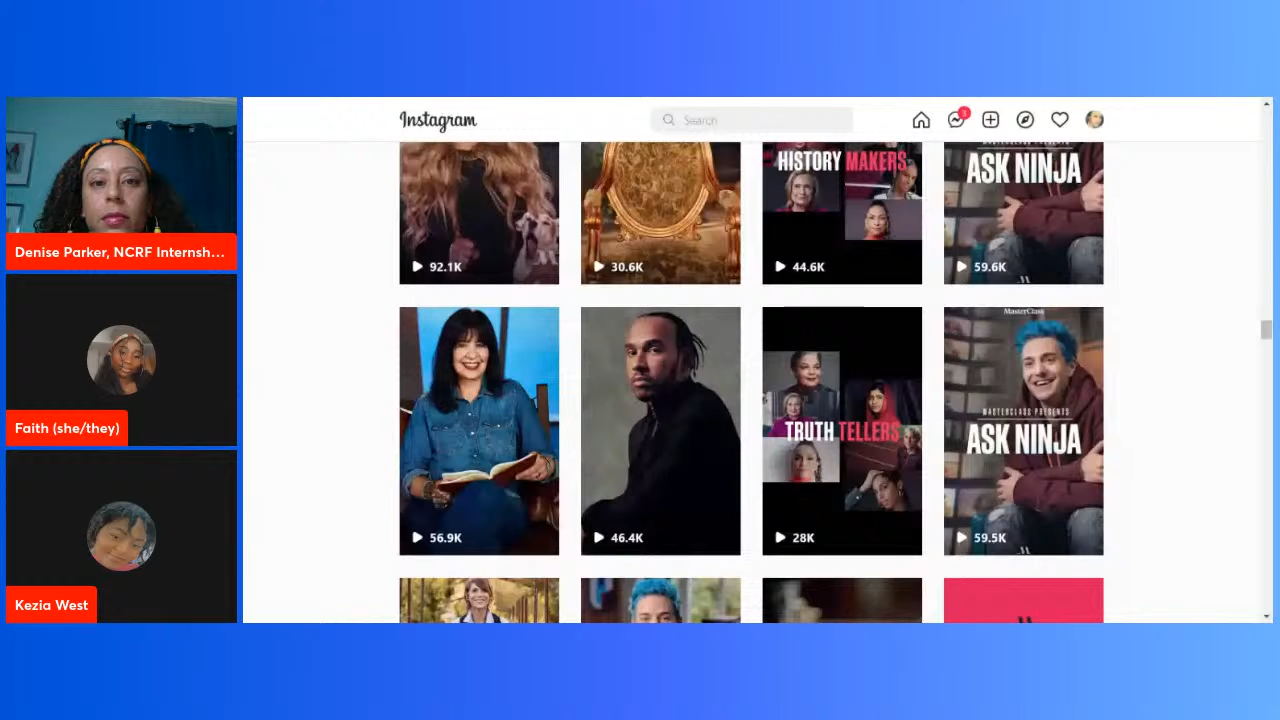 Denise Parker, NCRF Internsh...
Faith (she/they)
Kezia West
Instagram
Search
3
92.1K
30.6K
HISTORY MAKERS
44.6K
ASK NINJA
59.6K
56.9K
46.4K
TRUTH TELLERS
28K
MasterClass
MASTERCLASS PRESENTS
ASK NINJA
59.5K